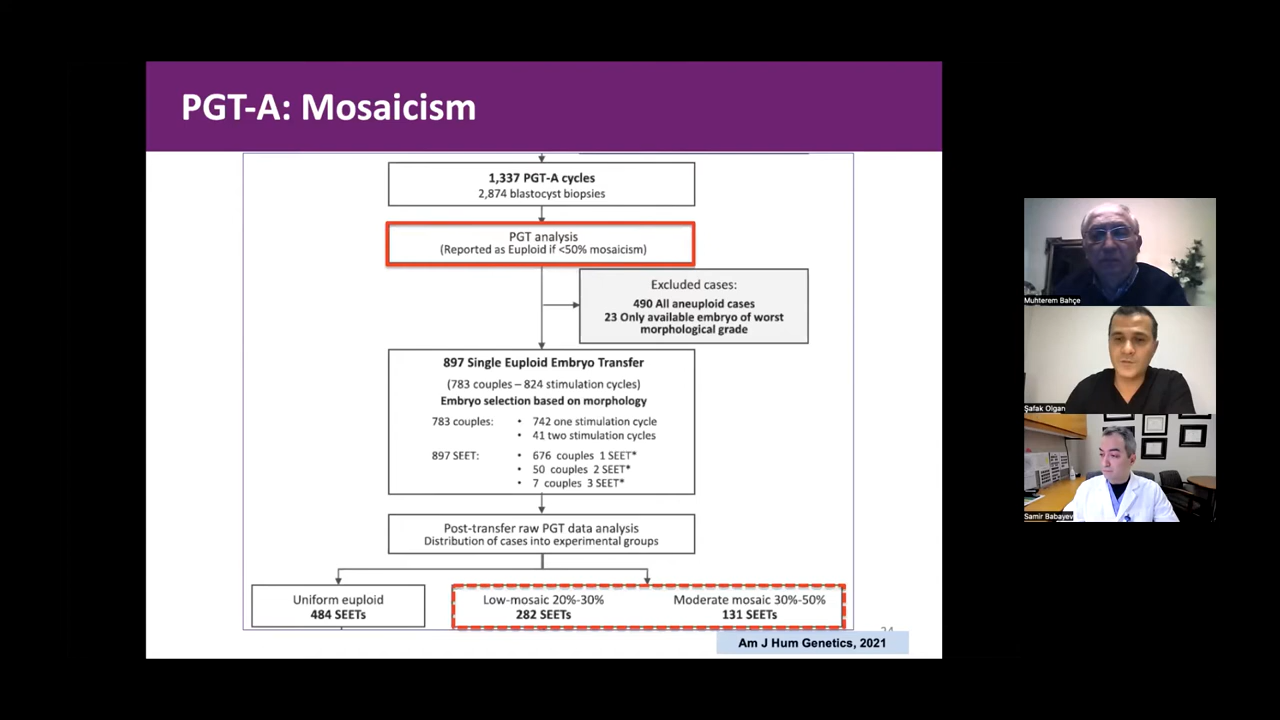 PGT-A: Mosaicism
1,337 PGT-A cycles
2,874 blastocyst biopsies
PGT analysis
(Reported as Euploid if <50% mosaicism)
Excluded cases:
490 All aneuploid cases
23 Only available embryo of worst
morphological grade
897 Single Euploid Embryo Transfer
(783 couples – 824 stimulation cycles)
Embryo selection based on morphology
783 couples: • 742 one stimulation cycle
• 41 two stimulation cycles
897 SEET: • 676 couples 1 SEET*
• 50 couples 2 SEET*
• 7 couples 3 SEET*
Post-transfer raw PGT data analysis
Distribution of cases into experimental groups
Uniform euploid
484 SEETs
Low-mosaic 20%-30%
282 SEETs
Moderate mosaic 30%-50%
131 SEETs
Am J Hum Genetics, 2021
Muhterem Bahçe
Şafak Olgan
Samir Babayev